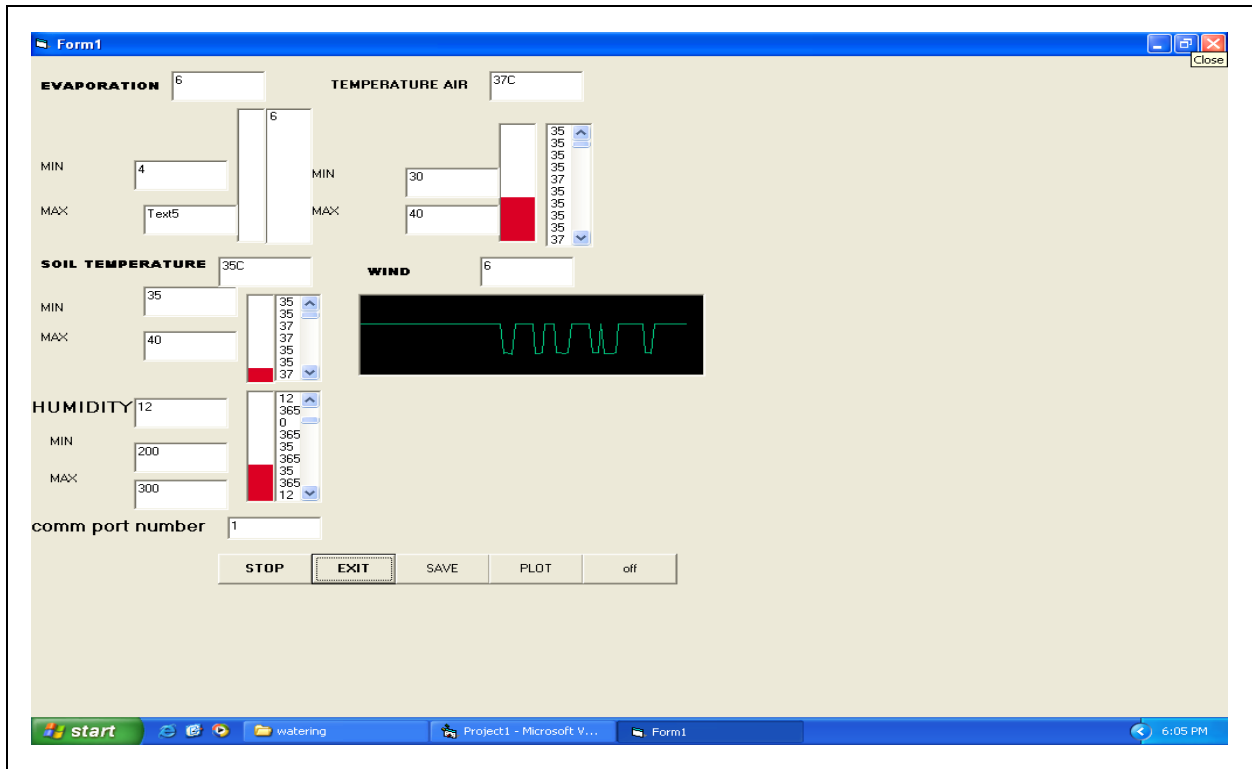 Form1
Close
EVAPORATION 6 TEMPERATURE AIR 37C
6
MIN 4
MAX Text5
MIN 30
MAX 40
35
35
35
35
37
35
35
35
35
37
SOIL TEMPERATURE 35C WIND 6
MIN 35
MAX 40
35
35
37
37
35
35
37
HUMIDITY 12
MIN 200
MAX 300
12
365
0
365
35
365
35
365
12
comm port number 1
STOP EXIT SAVE PLOT off
start watering Project1 - Microsoft V... Form1 6:05 PM